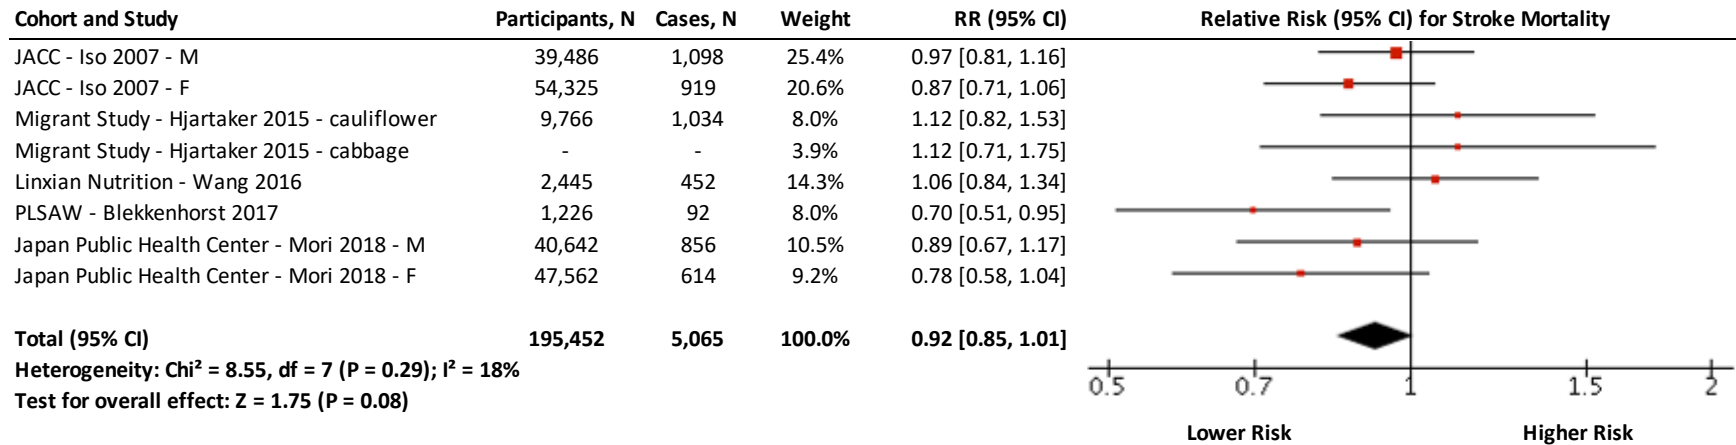 Cohort and Study Participants, N Cases, N Weight RR (95% CI) Relative Risk (95% CI) for Stroke Mortality
JACC - Iso 2007 - M 39,486 1,098 25.4% 0.97 [0.81, 1.16]
JACC - Iso 2007 - F 54,325 919 20.6% 0.87 [0.71, 1.06]
Migrant Study - Hjartaker 2015 - cauliflower 9,766 1,034 8.0% 1.12 [0.82, 1.53]
Migrant Study - Hjartaker 2015 - cabbage - - 3.9% 1.12 [0.71, 1.75]
Linxian Nutrition - Wang 2016 2,445 452 14.3% 1.06 [0.84, 1.34]
PLSAW - Blekkenhorst 2017 1,226 92 8.0% 0.70 [0.51, 0.95]
Japan Public Health Center - Mori 2018 - M 40,642 856 10.5% 0.89 [0.67, 1.17]
Japan Public Health Center - Mori 2018 - F 47,562 614 9.2% 0.78 [0.58, 1.04]
Total (95% CI) 195,452 5,065 100.0% 0.92 [0.85, 1.01]
Heterogeneity: Chi² = 8.55, df = 7 (P = 0.29); I² = 18%
Test for overall effect: Z = 1.75 (P = 0.08)
0.5 0.7 1 1.5 2
Lower Risk Higher Risk